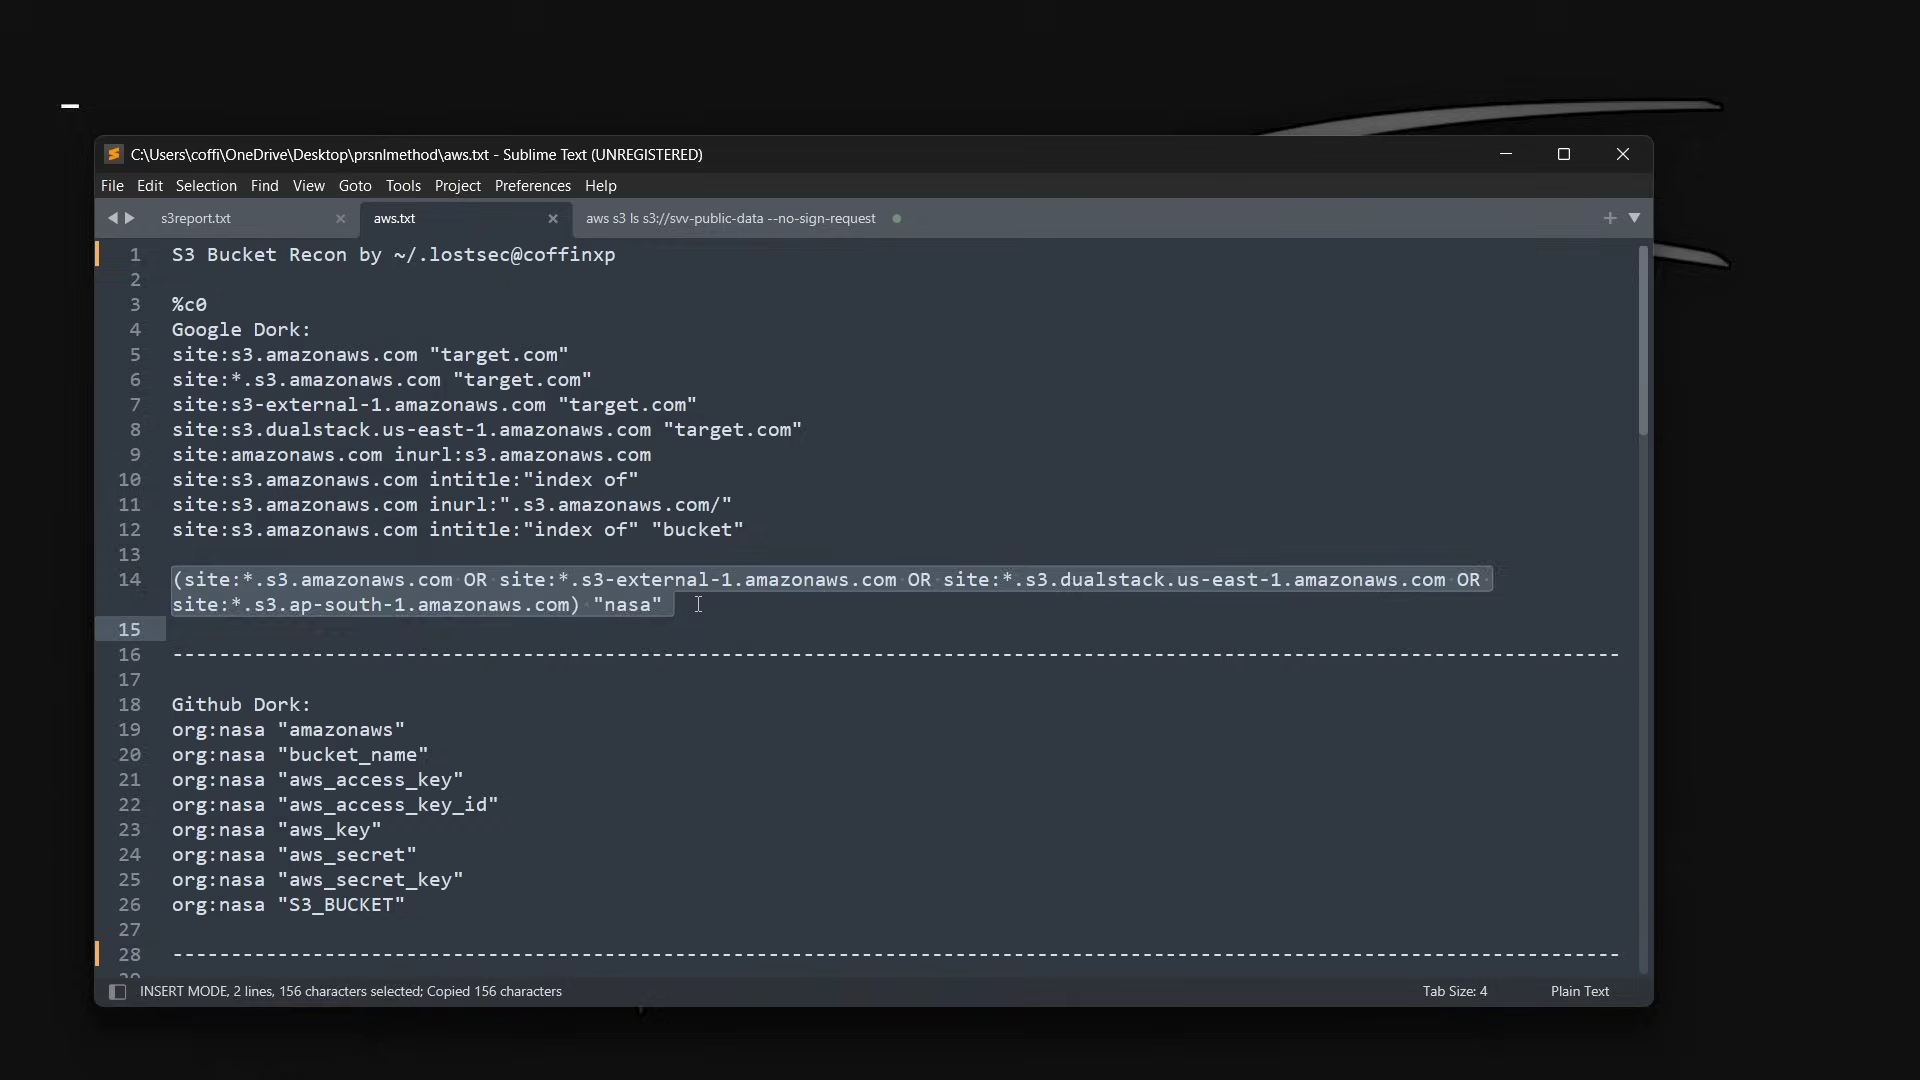 C:\Users\coffi\OneDrive\Desktop\prsnlmethod\aws.txt - Sublime Text (UNREGISTERED)
File Edit Selection Find View Goto Tools Project Preferences Help
s3report.txt aws.txt aws s3 ls s3://svv-public-data --no-sign-request
1 S3 Bucket Recon by ~/.lostsec@coffinxp
2
3 %c0
4 Google Dork:
5 site:s3.amazonaws.com "target.com"
6 site:*.s3.amazonaws.com "target.com"
7 site:s3-external-1.amazonaws.com "target.com"
8 site:s3.dualstack.us-east-1.amazonaws.com "target.com"
9 site:amazonaws.com inurl:s3.amazonaws.com
10 site:s3.amazonaws.com intitle:"index of"
11 site:s3.amazonaws.com inurl:".s3.amazonaws.com/"
12 site:s3.amazonaws.com intitle:"index of" "bucket"
13
14 (site:*.s3.amazonaws.com OR site:*.s3-external-1.amazonaws.com OR site:*.s3.dualstack.us-east-1.amazonaws.com OR
site:*.s3.ap-south-1.amazonaws.com) "nasa"
15
16 ----------------------------------------------------------------------------------------------------------------------------
17
18 Github Dork:
19 org:nasa "amazonaws"
20 org:nasa "bucket_name"
21 org:nasa "aws_access_key"
22 org:nasa "aws_access_key_id"
23 org:nasa "aws_key"
24 org:nasa "aws_secret"
25 org:nasa "aws_secret_key"
26 org:nasa "S3_BUCKET"
27
28 ----------------------------------------------------------------------------------------------------------------------------
INSERT MODE, 2 lines, 156 characters selected; Copied 156 characters Tab Size: 4 Plain Text